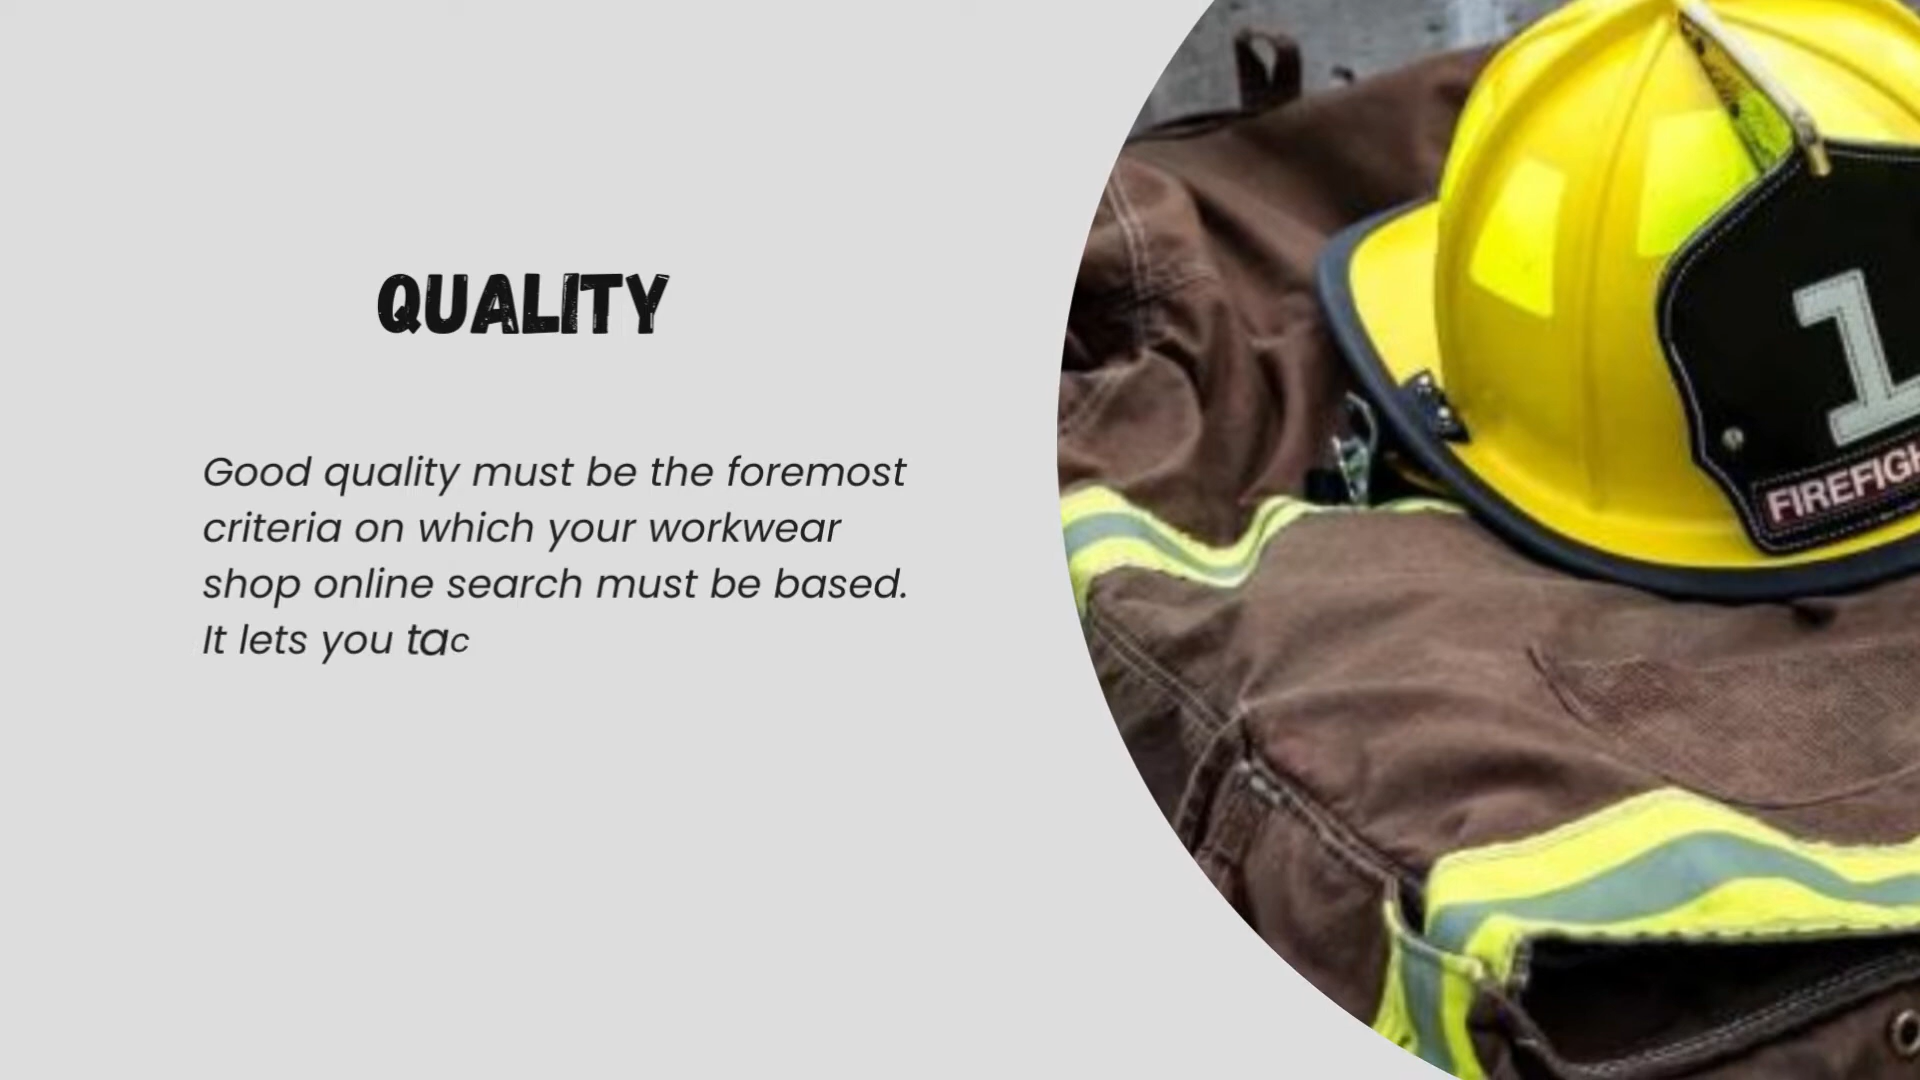 QUALITY
Good quality must be the foremost
criteria on which your workwear
shop online search must be based.
It lets you tac
1
FIREFIGH